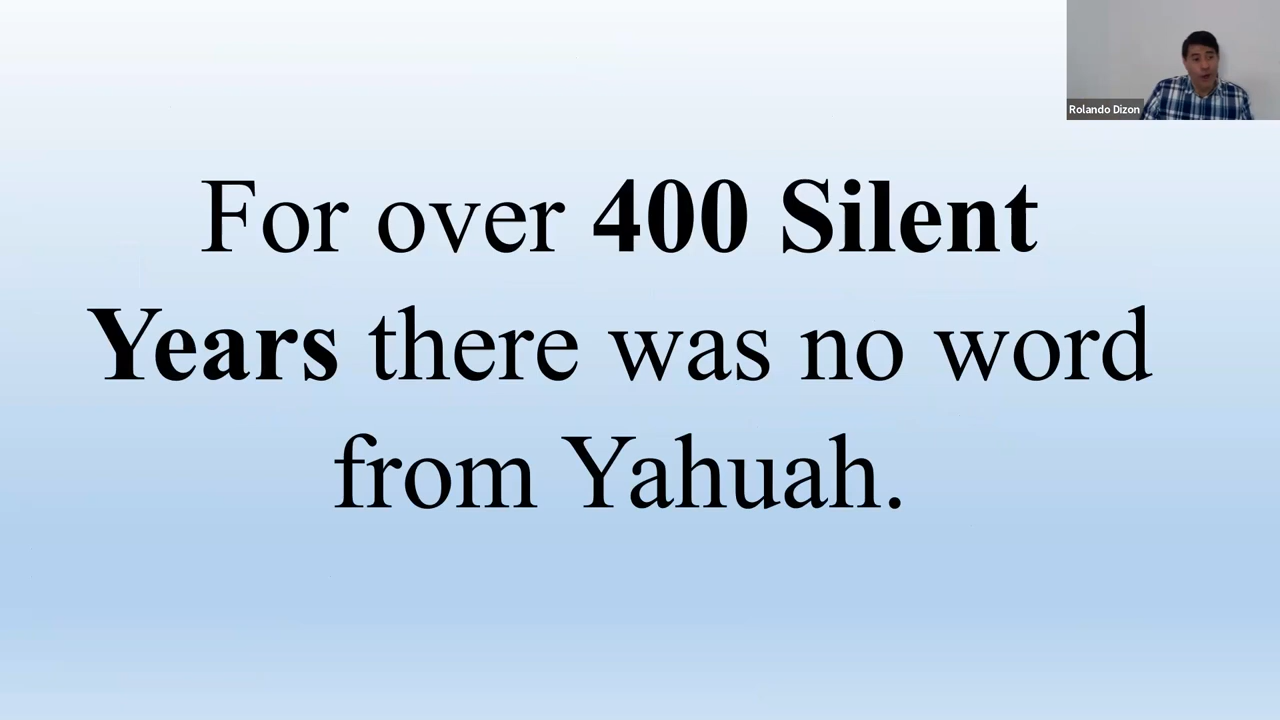 Rolando Dizon
For over 400 Silent
Years there was no word
from Yahuah.